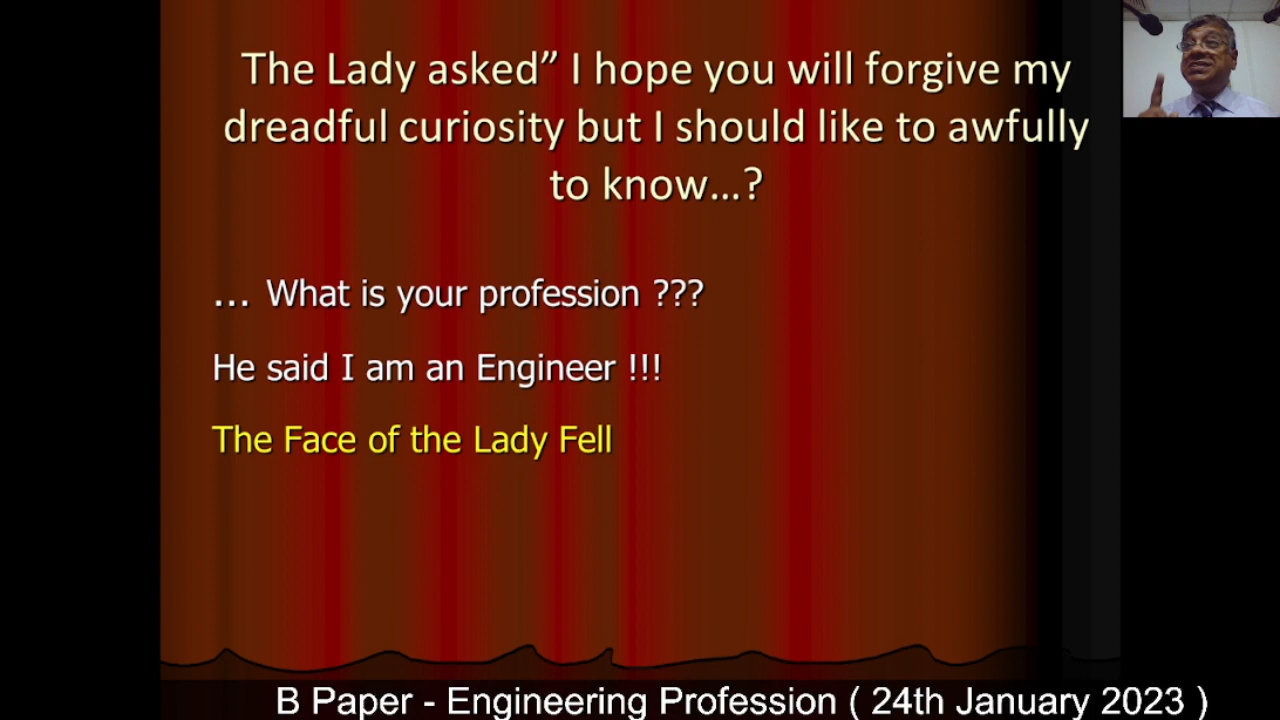 The Lady asked” I hope you will forgive my
dreadful curiosity but I should like to awfully
to know...?
... What is your profession ???
He said I am an Engineer !!!
The Face of the Lady Fell
B Paper - Engineering Profession ( 24th January 2023 )